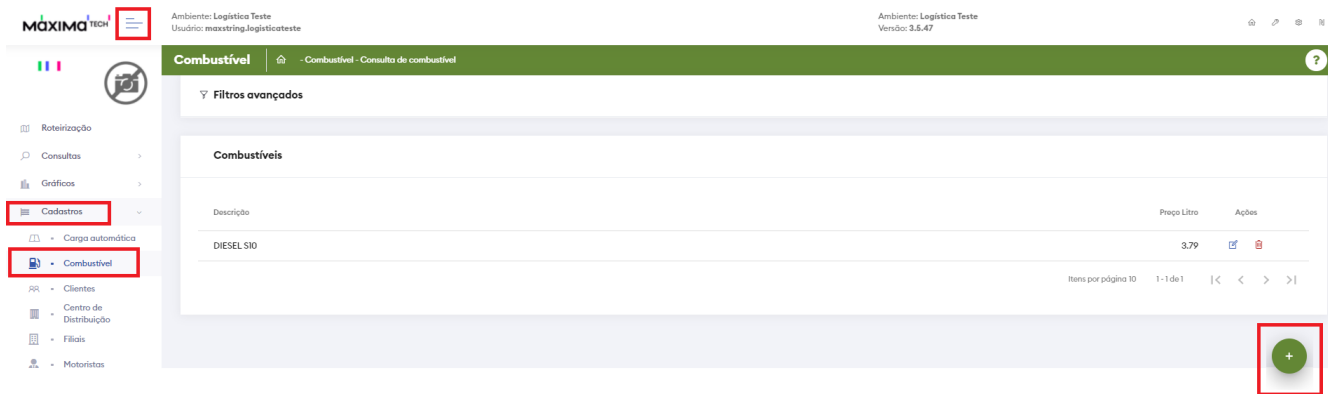 MÁXIMA TECH
Ambiente: Logística Teste
Usuário: maxstring.logisticateste
Ambiente: Logística Teste
Versão: 3.5.47
Combustível
- Combustível - Consulta de combustível
?
Filtros avançados
Roteirização
Consultas
Gráficos
Cadastros
Carga automática
Combustível
Clientes
Centro de
Distribuição
Filiais
Motoristas
Combustíveis
Descrição Preço Litro Ações
DIESEL S10 3.79
Itens por página 10 1 - 1 de 1 |< < > >|
+